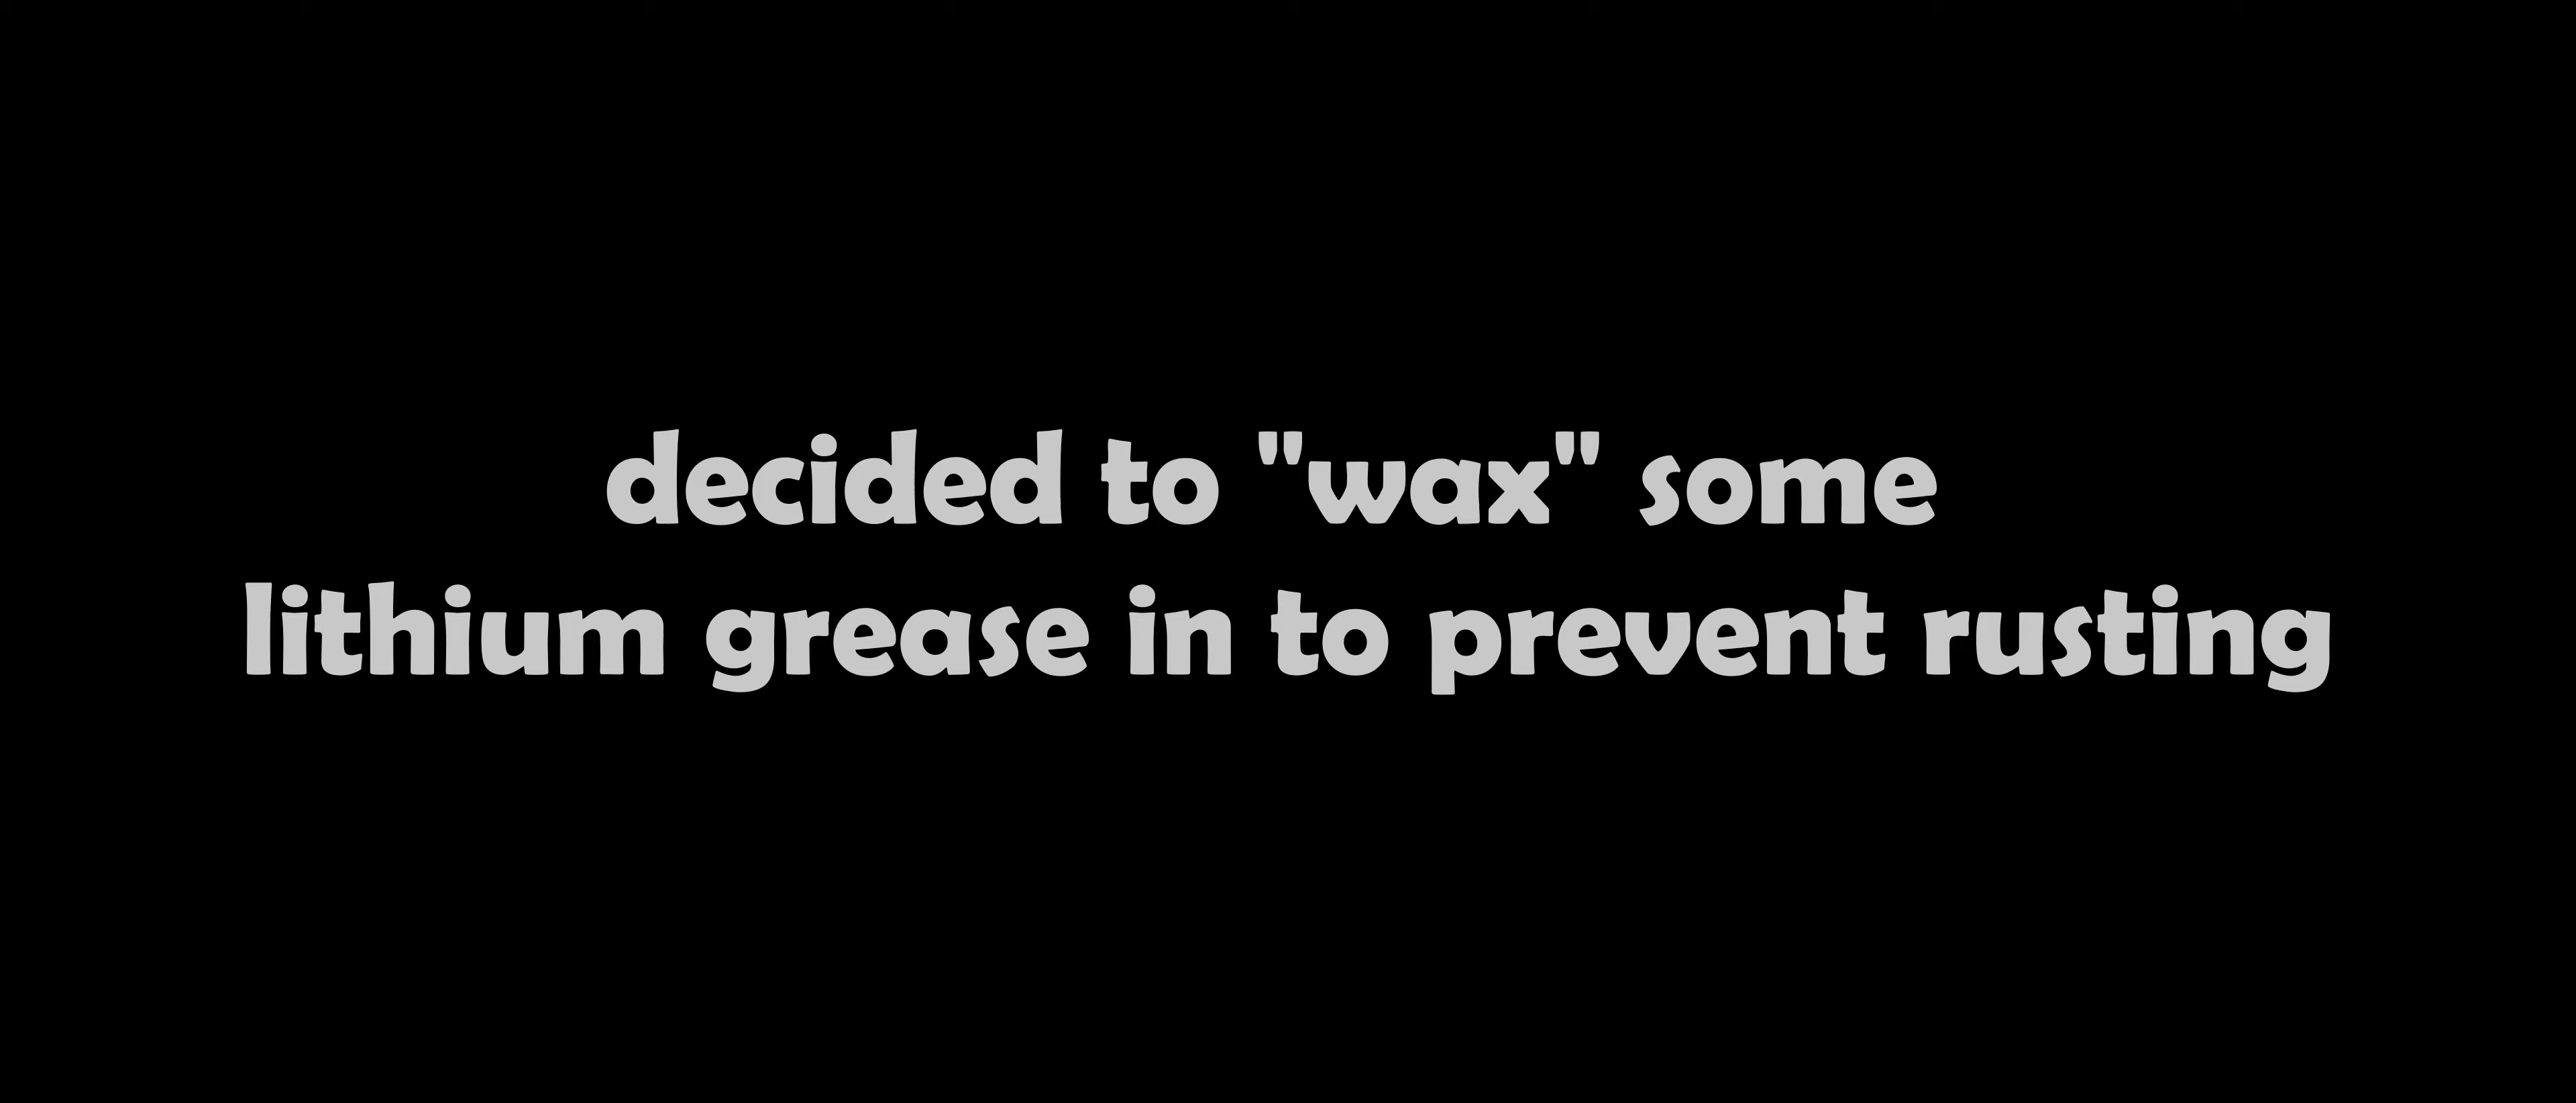 decided to "wax" some
lithium grease in to prevent rusting